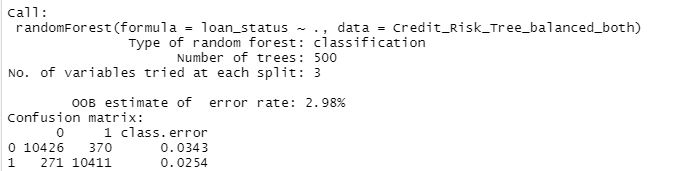 Call:
randomForest(formula = loan_status ~ ., data = Credit_Risk_Tree_balanced_both)
Type of random forest: classification
Number of trees: 500
No. of variables tried at each split: 3
OOB estimate of  error rate: 2.98%
Confusion matrix:
0 1 class.error
0 10426 370 0.0343
1 271 10411 0.0254